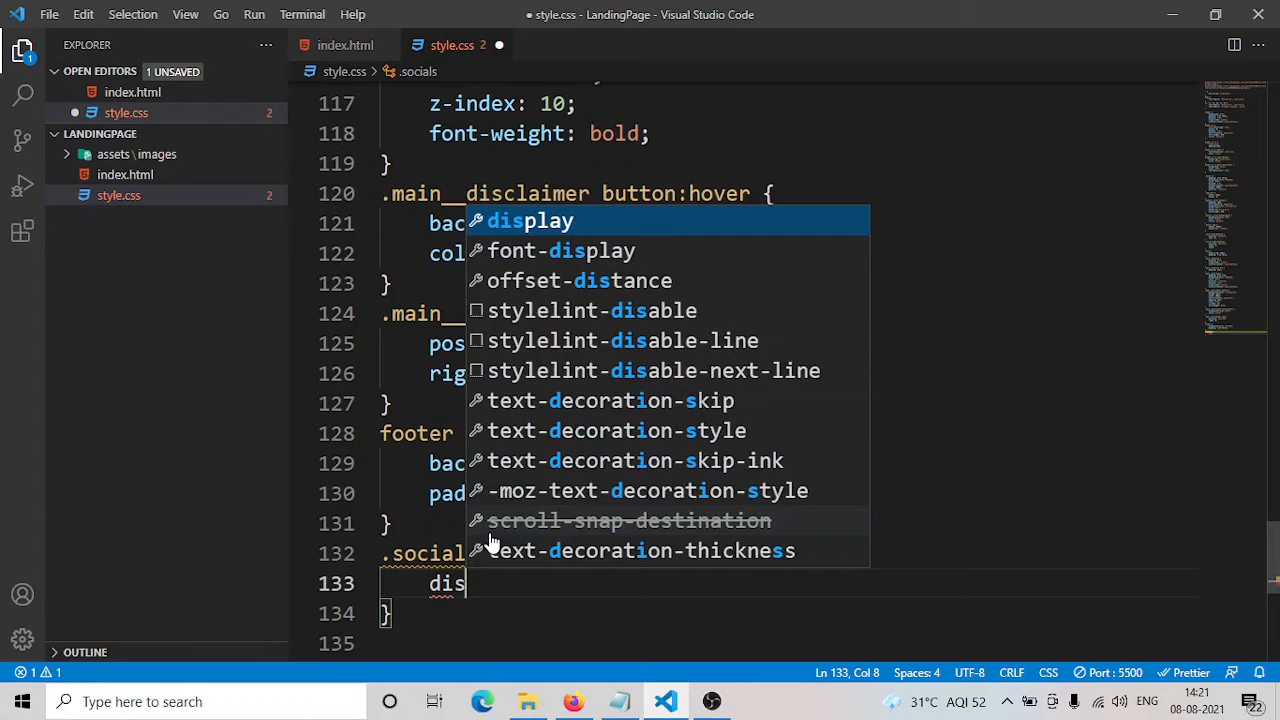 File Edit Selection View Go Run Terminal Help
● style.css - LandingPage - Visual Studio Code
EXPLORER
index.html
style.css 2
OPEN EDITORS 1 UNSAVED
index.html
style.css 2
LANDINGPAGE
assets\images
index.html
style.css 2
OUTLINE
style.css > .socials
117 z-index: 10;
118 font-weight: bold;
119 }
120 .main__disclaimer button:hover {
121 bac
122 col
123 }
124 .main__
125 pos
126 rig
127 }
128 footer
129 bac
130 pad
131 }
132 .social
133 dis
134 }
135
display
font-display
offset-distance
stylelint-disable
stylelint-disable-line
stylelint-disable-next-line
text-decoration-skip
text-decoration-style
text-decoration-skip-ink
-moz-text-decoration-style
scroll-snap-destination
text-decoration-thickness
1
1 1
Ln 133, Col 8 Spaces: 4 UTF-8 CRLF CSS Port : 5500 Prettier
Type here to search
31°C AQI 52
ENG
14:21
08-08-2021
22